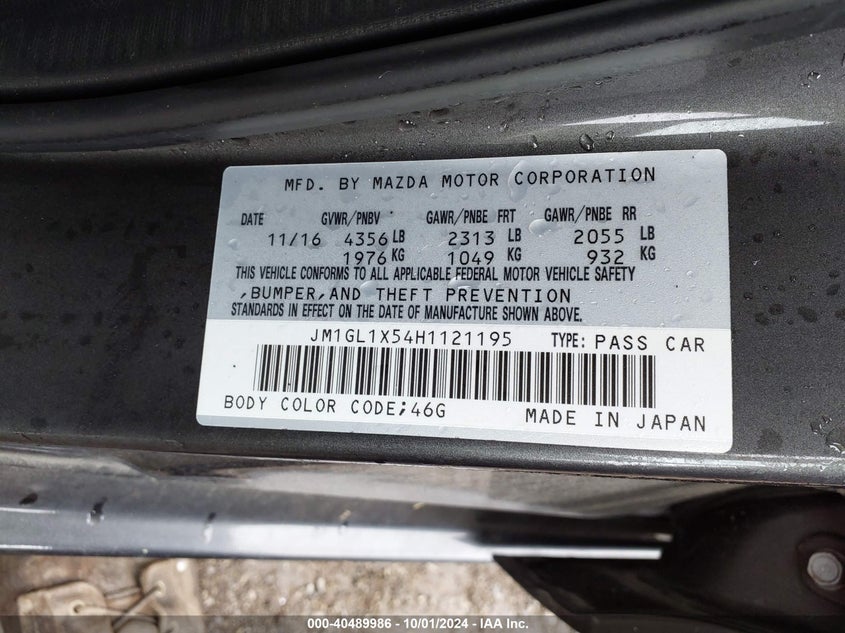 MFD. BY MAZDA MOTOR CORPORATION
DATE GVWR/PNBV GAWR/PNBE FRT GAWR/PNBE RR
11/16 4356 LB 2313 LB 2055 LB
1976 KG 1049 KG 932 KG
THIS VEHICLE CONFORMS TO ALL APPLICABLE FEDERAL MOTOR VEHICLE SAFETY
,BUMPER,AND THEFT PREVENTION
STANDARDS IN EFFECT ON THE DATE OF MANUFACTURE SHOWN ABOVE.
JM1GL1X54H1121195 TYPE: PASS CAR
BODY COLOR CODE;46G MADE IN JAPAN
000-40489986 - 10/01/2024 - IAA Inc.